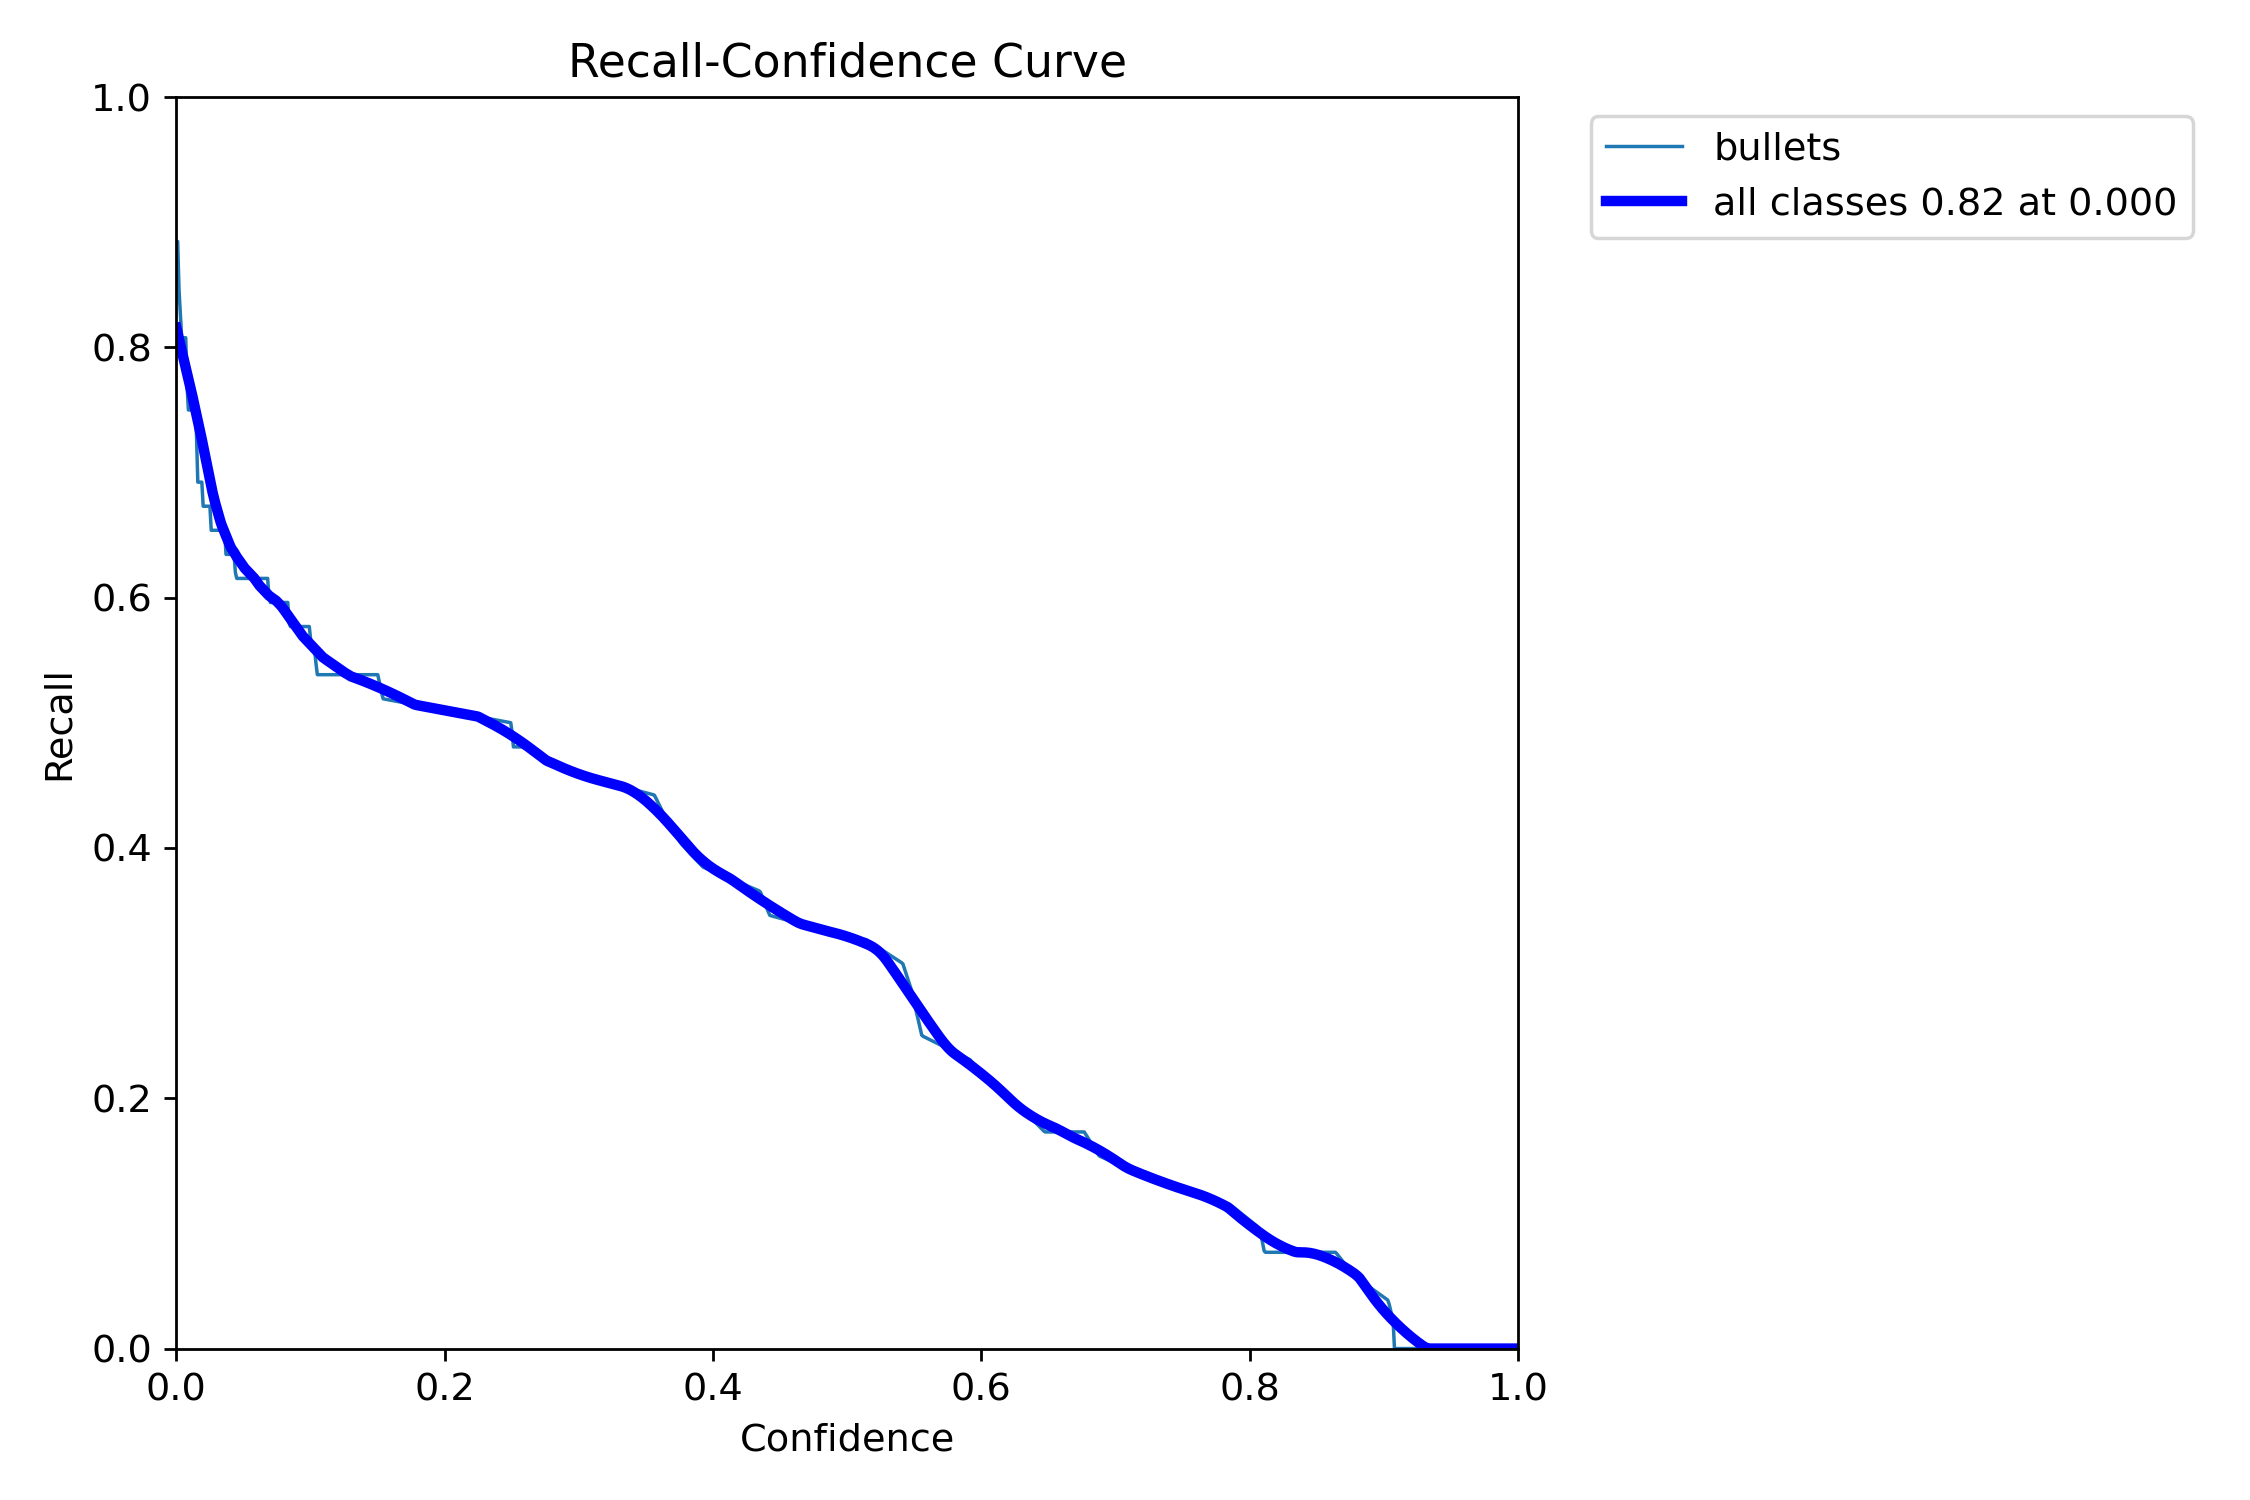 Recall-Confidence Curve
1.0
0.8
0.6
0.4
0.2
0.0
Recall
0.0 0.2 0.4 0.6 0.8 1.0
Confidence
bullets
all classes 0.82 at 0.000